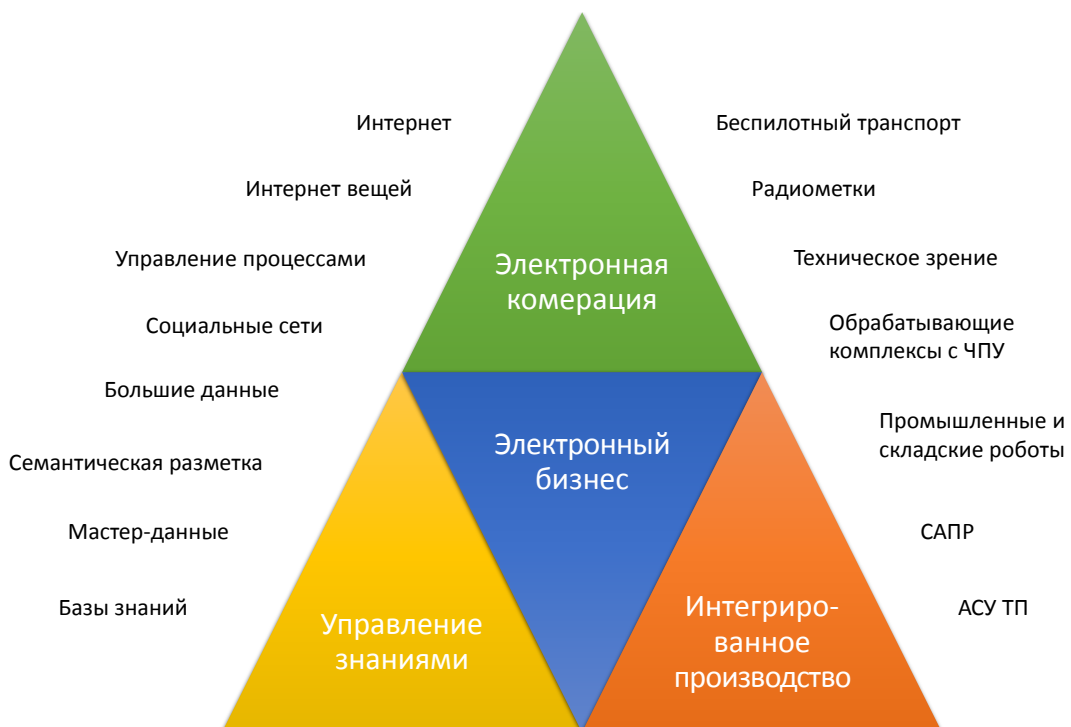 Интернет
Беспилотный транспорт
Интернет вещей
Радиометки
Управление процессами
Электронная
комерация
Техническое зрение
Социальные сети
Обрабатывающие
комплексы с ЧПУ
Большие данные
Электронный
бизнес
Промышленные и
складские роботы
Семантическая разметка
Мастер-данные
САПР
Базы знаний
Управление
знаниями
Интегриро-
ванное
производство
АСУ ТП